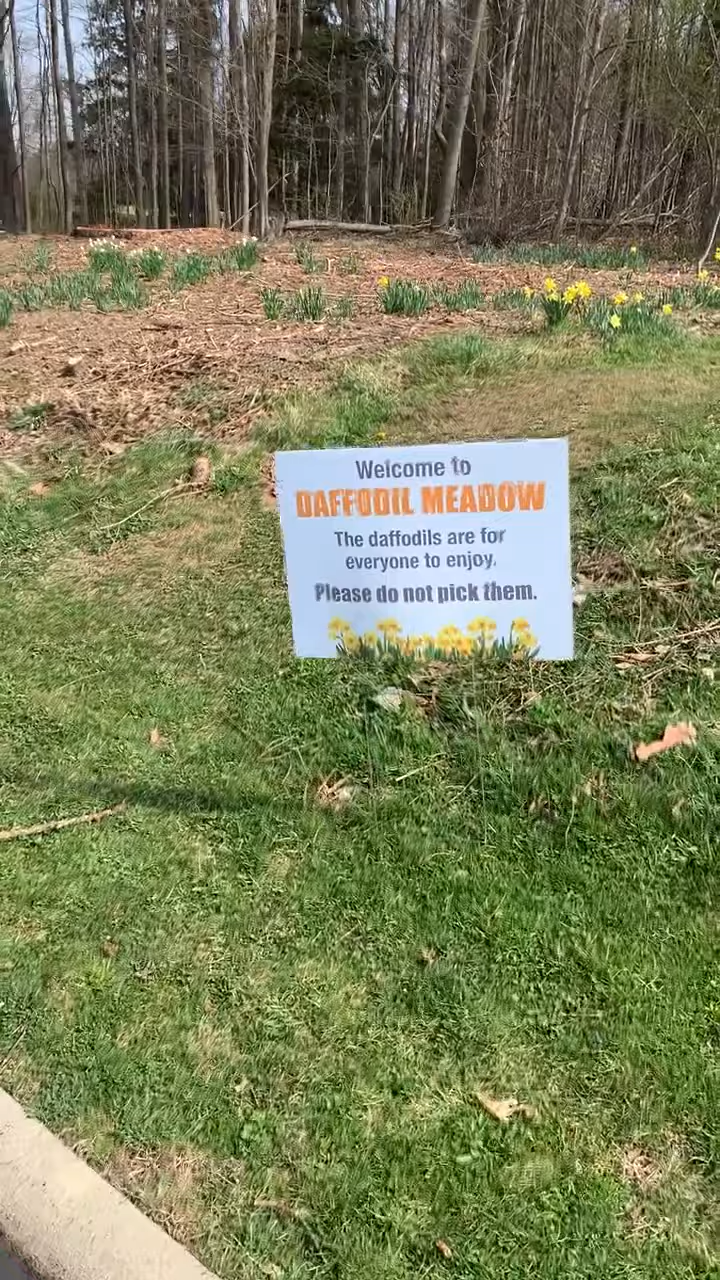 Welcome to
DAFFODIL MEADOW
The daffodils are for
everyone to enjoy.
Please do not pick them.